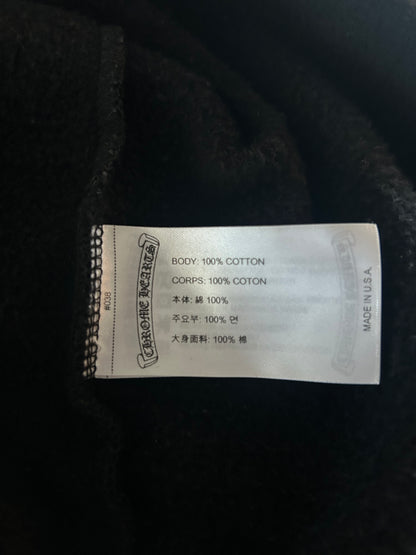 #038
CHROME HEARTS
BODY: 100% COTTON
CORPS: 100% COTON
本体: 綿 100%
주요부: 100% 면
大身面料: 100% 棉
MADE IN U.S.A.